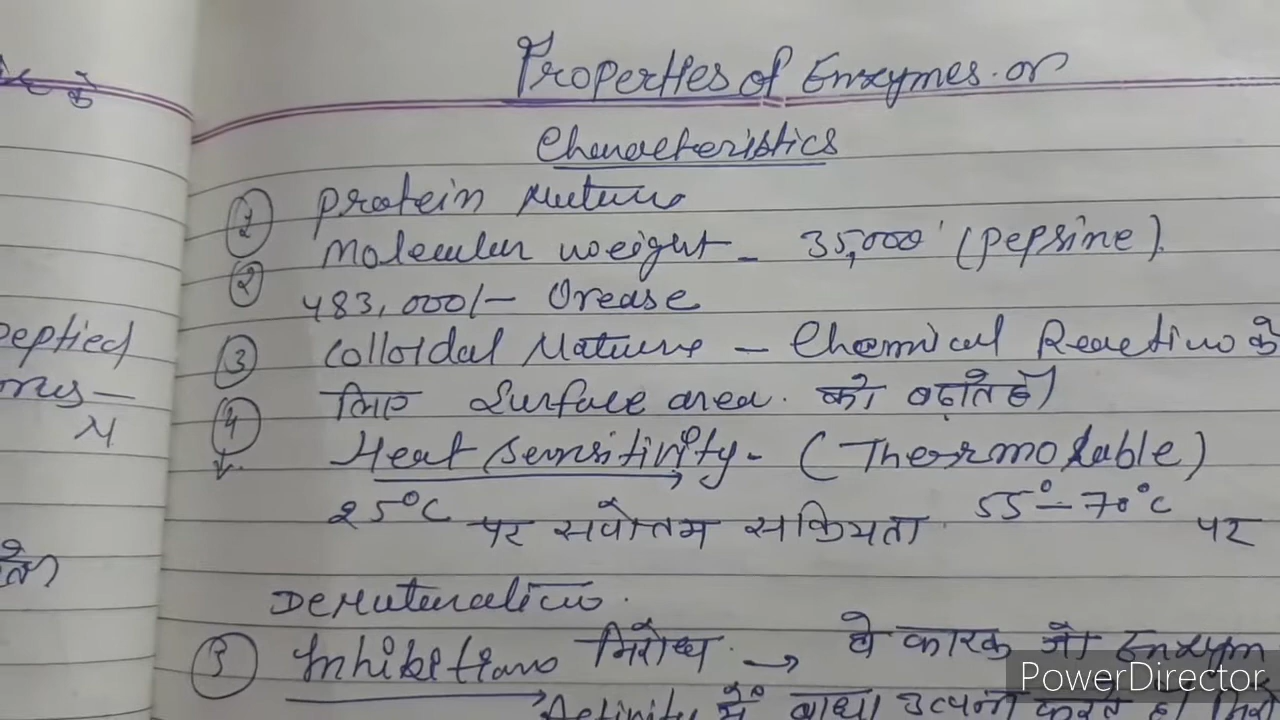 Properties of Enzymes. or
Characteristics
① Protein Nature
② Molecular weight - 35,000 (Pepsine).
483,000/- Urease
③ Colloidal Nature - Chemical Reaction के
लिए Surface area. को बढ़ाते हैं।
④ Heat Sensitivity - (Thermolable)
25°C पर सर्वोत्तम सक्रियता. 55°-70°C पर
Denaturation.
5 Inhibitions निरोध. → वे कारक जो Enzym
Activity में बाधा उत्पन्न करते हैं।
Peptied
PowerDirector